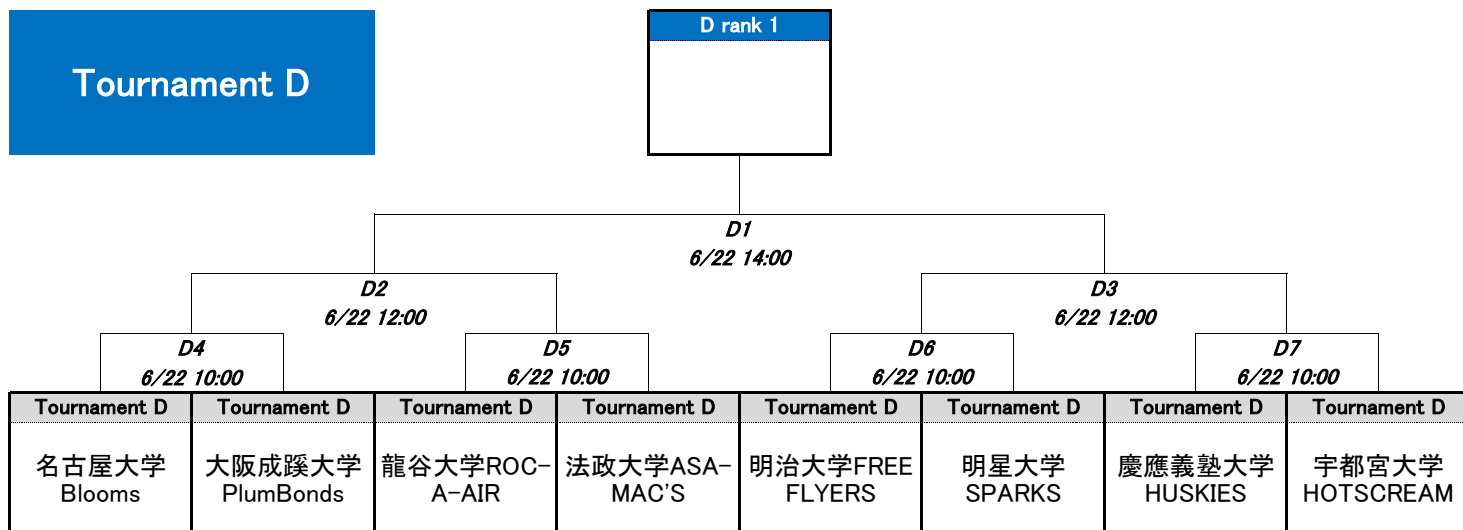 D rank 1
Tournament D
D1
6/22 14:00
D2
6/22 12:00
D3
6/22 12:00
D4
6/22 10:00
D5
6/22 10:00
D6
6/22 10:00
D7
6/22 10:00
Tournament D
名古屋大学
Blooms
Tournament D
大阪成蹊大学
PlumBonds
Tournament D
龍谷大学ROC-
A-AIR
Tournament D
法政大学ASA-
MAC'S
Tournament D
明治大学FREE
FLYERS
Tournament D
明星大学
SPARKS
Tournament D
慶應義塾大学
HUSKIES
Tournament D
宇都宮大学
HOTSCREAM